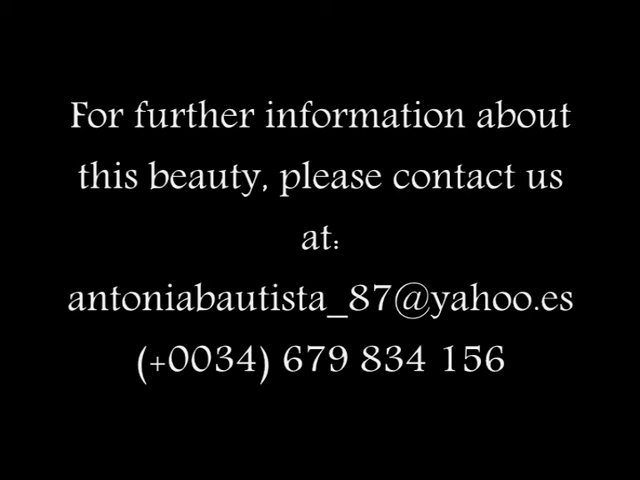 For further information about
this beauty, please contact us
at:
antoniabautista_87@yahoo.es
(+0034) 679 834 156